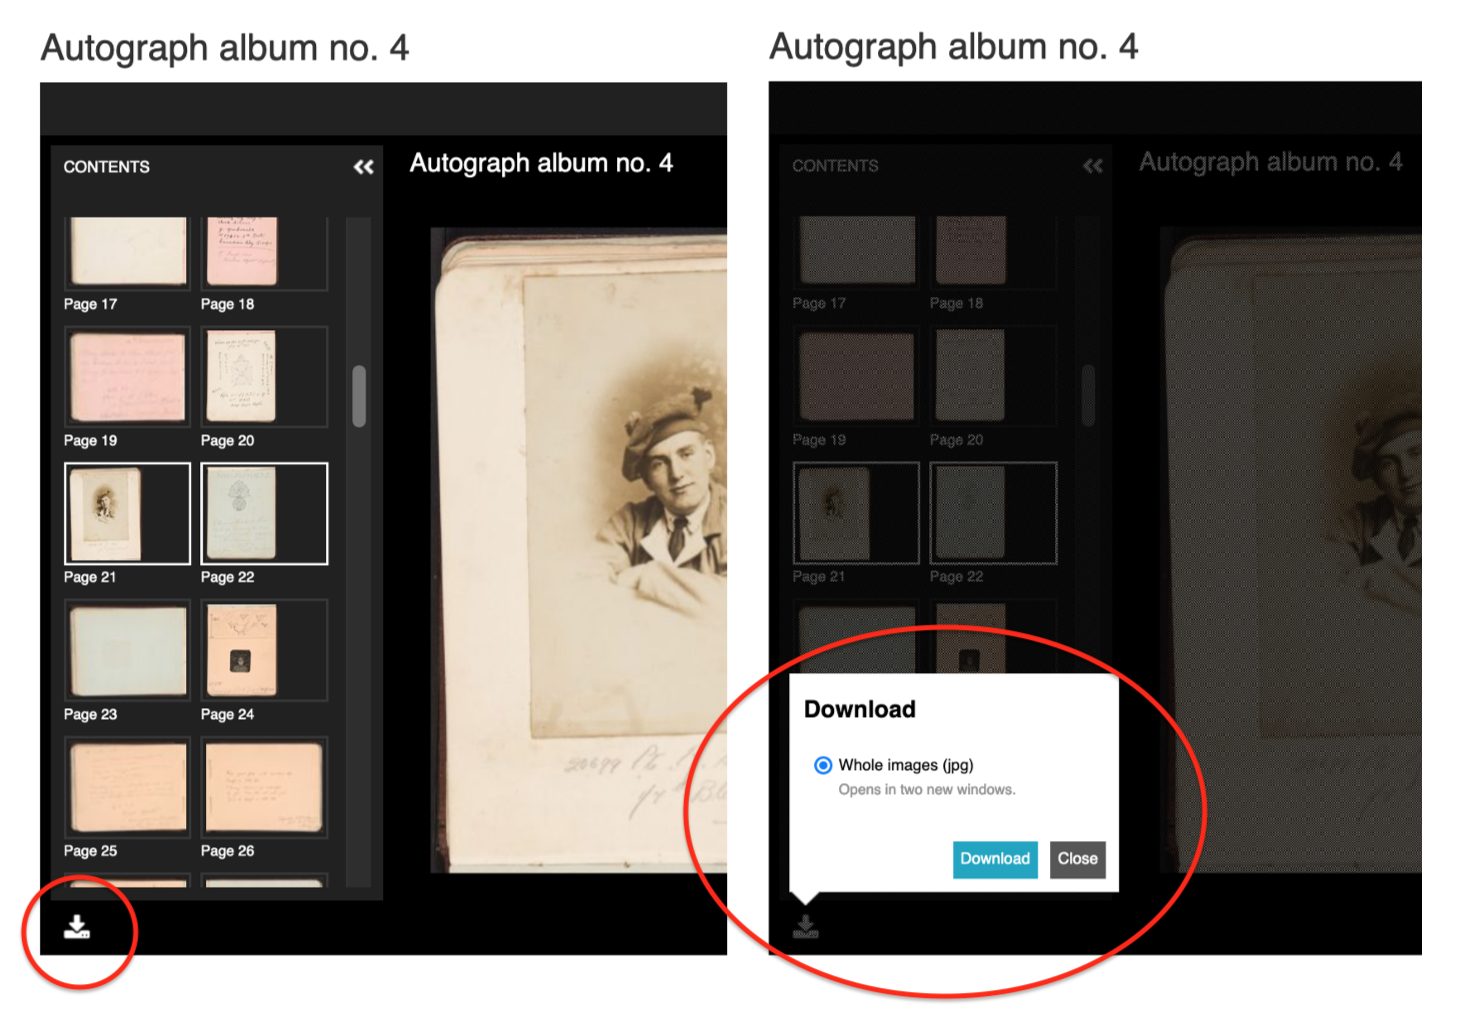 Autograph album no. 4
CONTENTS
Autograph album no. 4
Page 17
Page 18
Page 19
Page 20
Page 21
Page 22
Page 23
Page 24
Page 25
Page 26
20699 Pte
Autograph album no. 4
CONTENTS
Autograph album no. 4
Page 17
Page 18
Page 19
Page 20
Page 21
Page 22
Download
Whole images (jpg)
Opens in two new windows.
Download
Close